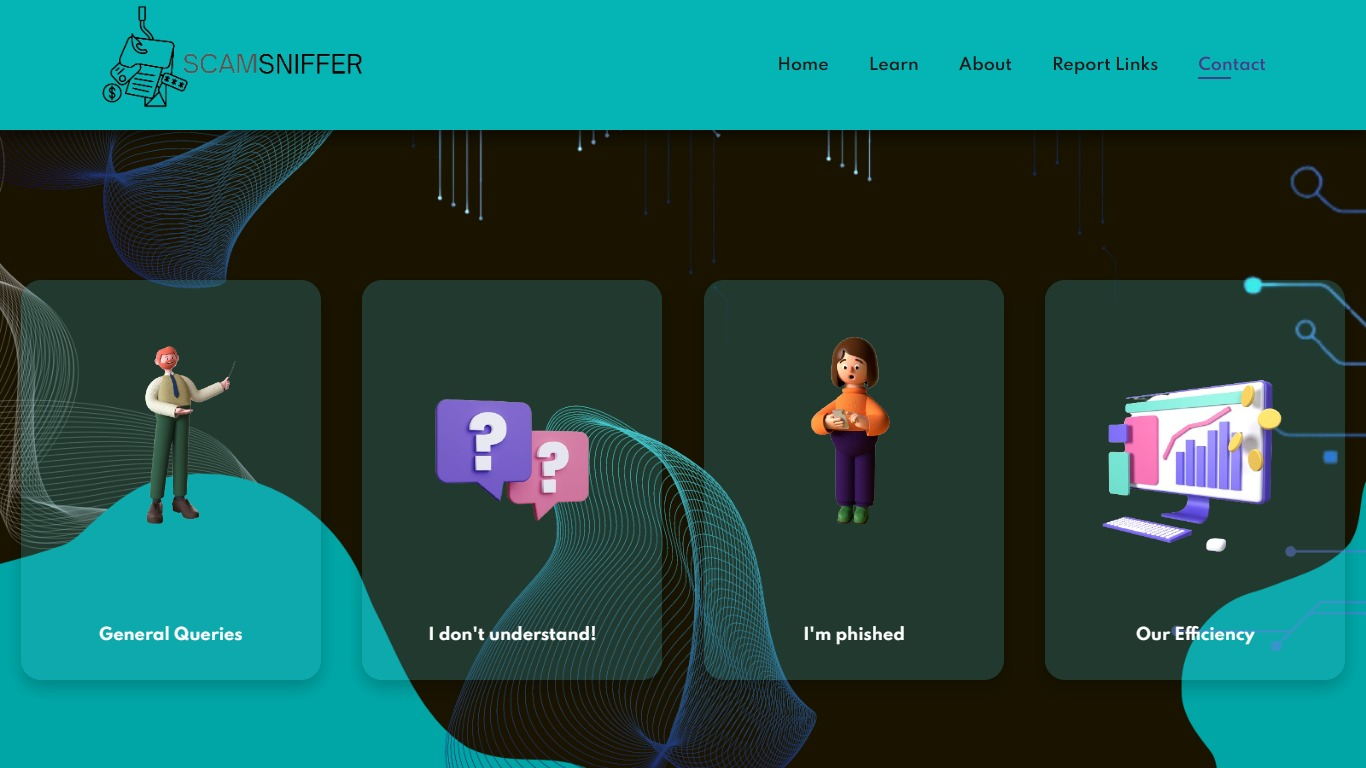 SCAMSNIFFER
Home
Learn
About
Report Links
Contact
General Queries
I don't understand!
I'm phished
Our Efficiency